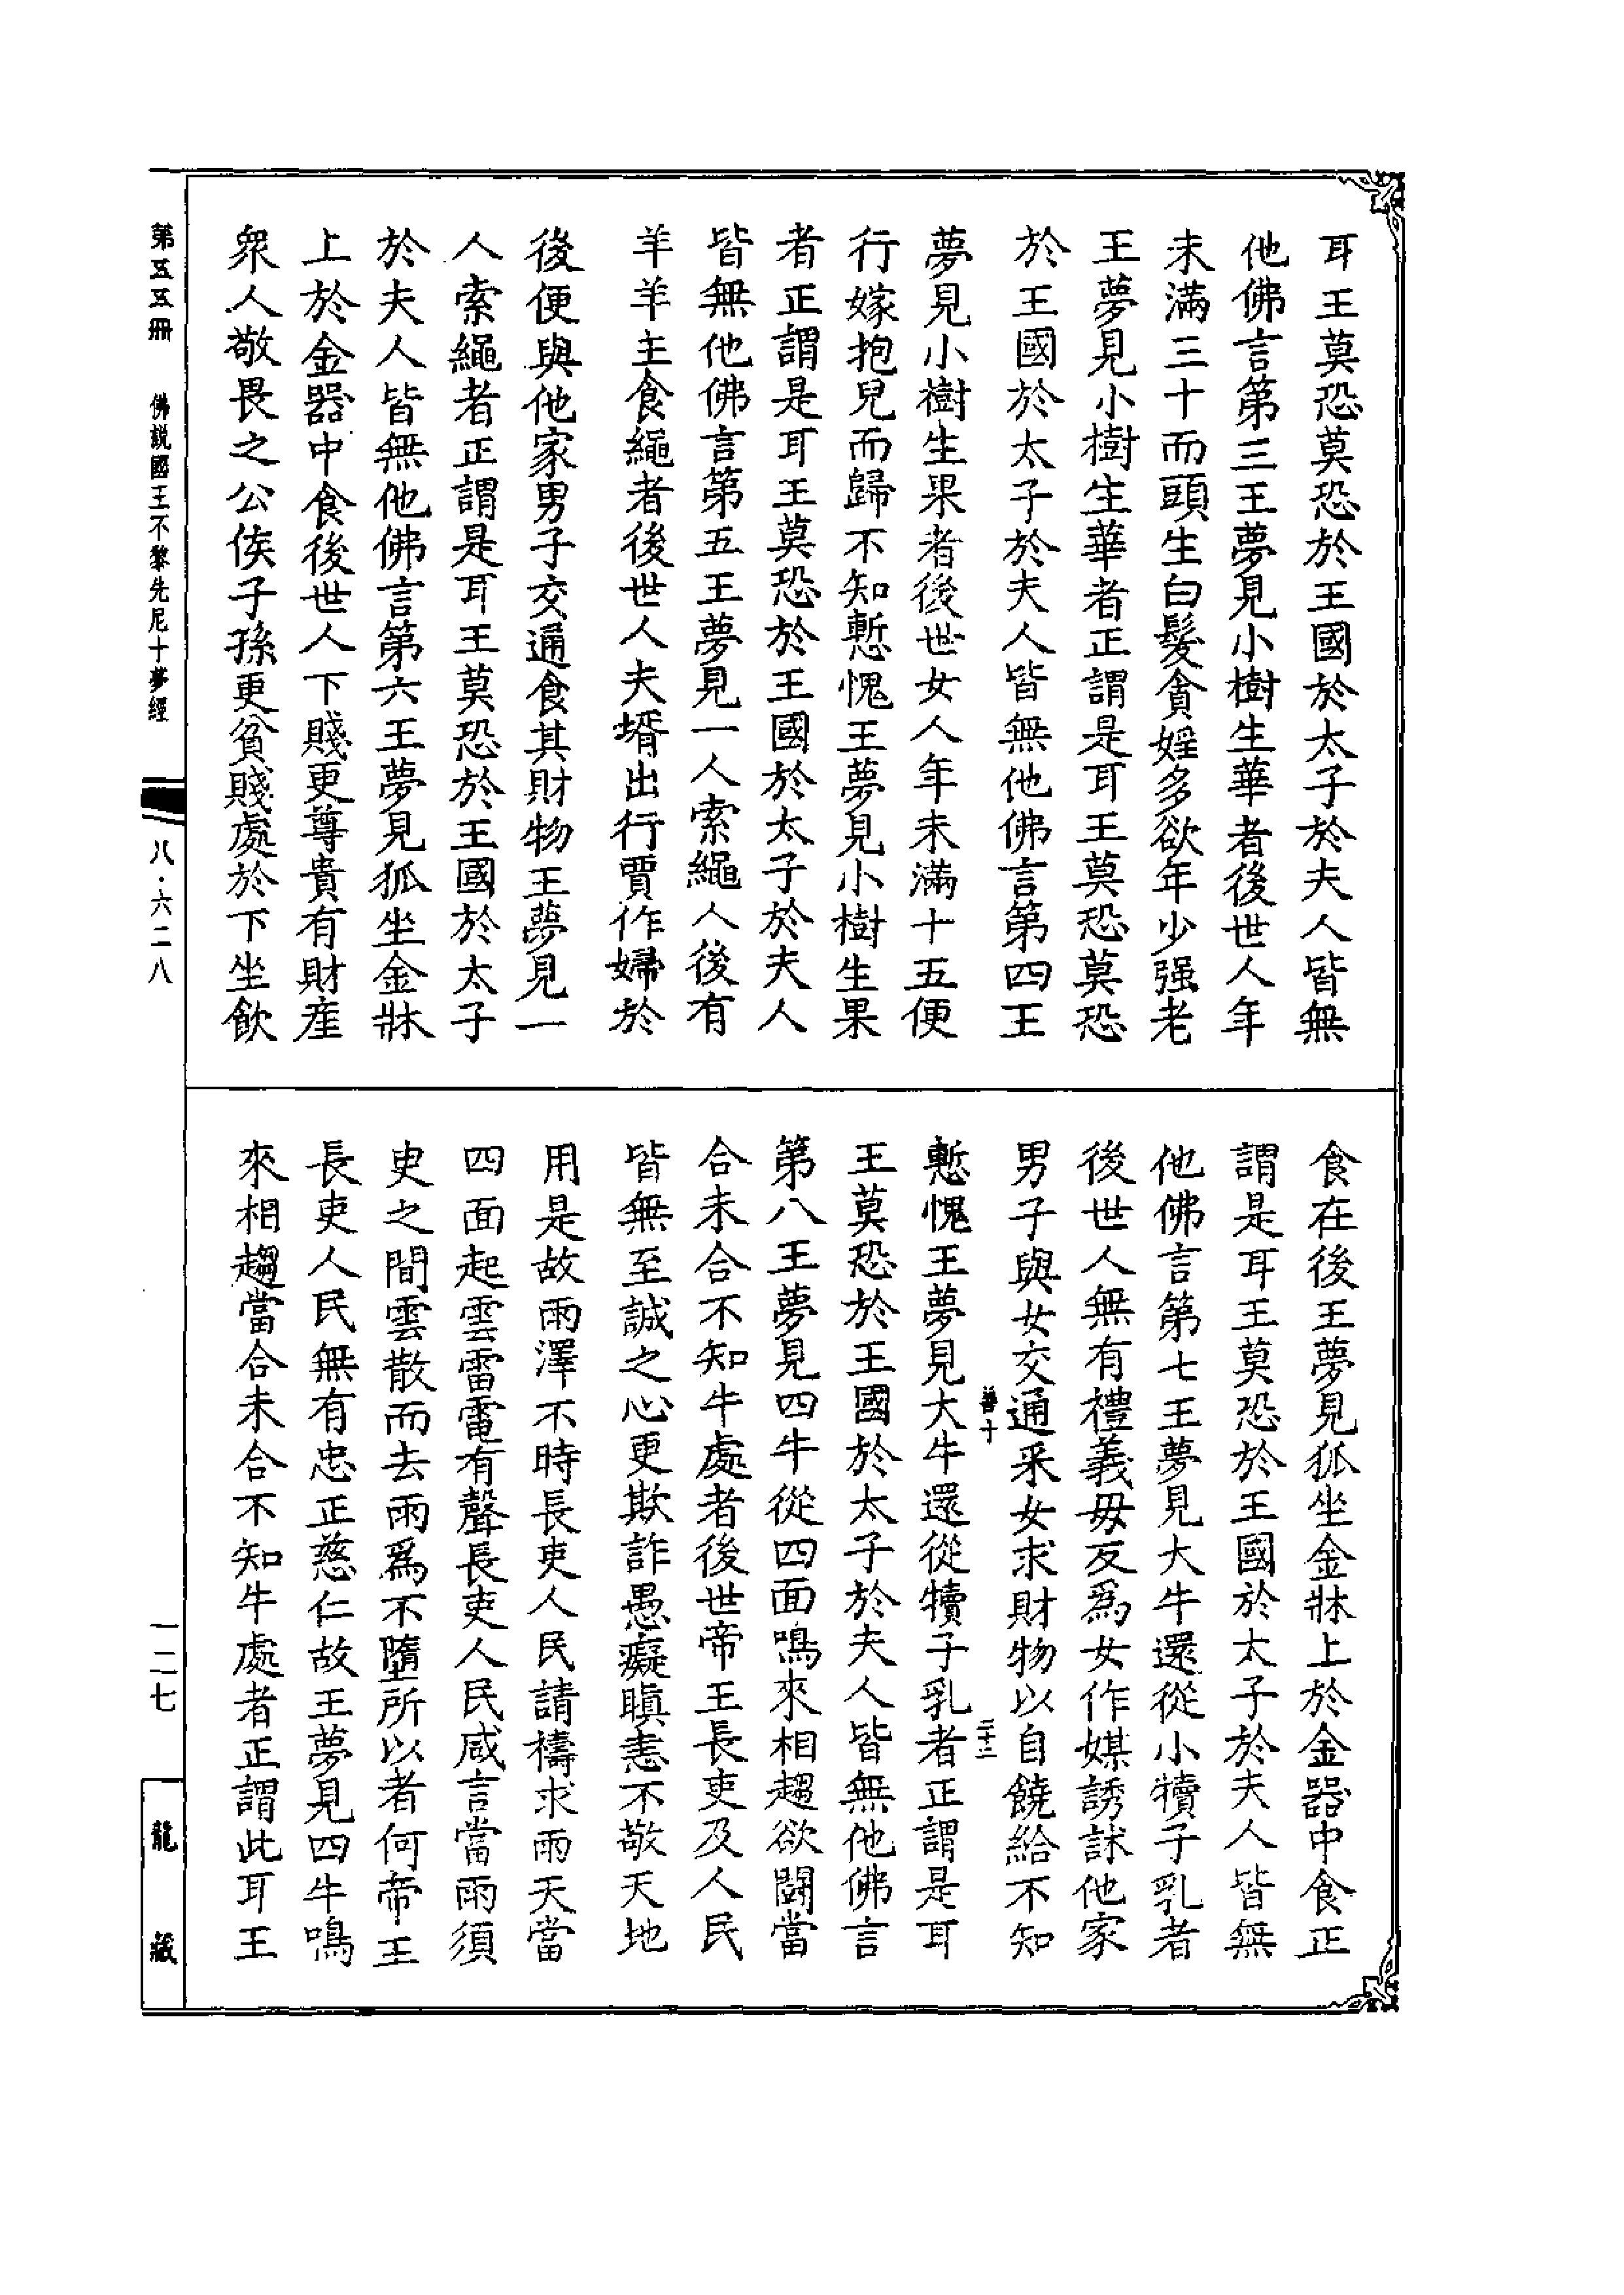 耳王莫恐莫恐於王國於太子於夫人皆無
他佛言第三王夢見小樹生華者後世人年
未滿三十而頭生白髮貪婬多欲年少强老
王夢見小樹生華者正謂是耳王莫恐莫恐
於王國於太子於夫人皆無他佛言第四王
夢見小樹生果者後世女人年未滿十五便
行嫁抱兒而歸不知慙愧王夢見小樹生果
者正謂是耳王莫恐於王國於太子於夫人
皆無他佛言第五王夢見一人索繩人後有
羊羊主食繩者後世人夫壻出行賈作婦於
後便與他家男子交通食其財物王夢見一
人索繩者正謂是耳王莫恐於王國於太子
於夫人皆無他佛言第六王夢見狐坐金牀
上於金器中食後世人下賤更尊貴有財產
衆人敬畏之公侯子孫更貧賤處於下坐飲
食在後王夢見狐坐金牀上於金器中食正
謂是耳王莫恐於王國於太子於夫人皆無
他佛言第七王夢見大牛還從小犢子乳者
後世人無有禮義毋反爲女作媒誘訹他家
男子與女交通釆女求財物以自饒給不知
慙愧王夢見大牛還從犢子乳者正謂是耳
善十
二十三
王莫恐於王國於太子於夫人皆無他佛言
第八王夢見四牛從四面鳴來相趨欲鬪當
合未合不知牛處者後世帝王長吏及人民
皆無至誠之心更欺詐愚癡瞋恚不敬天地
用是故雨澤不時長吏人民請禱求雨天當
四面起雲雷電有聲長吏人民咸言當雨須
臾之間雲散而去雨爲不墮所以者何帝王
長吏人民無有忠正慈仁故王夢見四牛鳴
來相趨當合未合不知牛處者正謂此耳王
第五五冊
佛説國王不黎先尼十夢經
八·六二八
一二七
龍藏